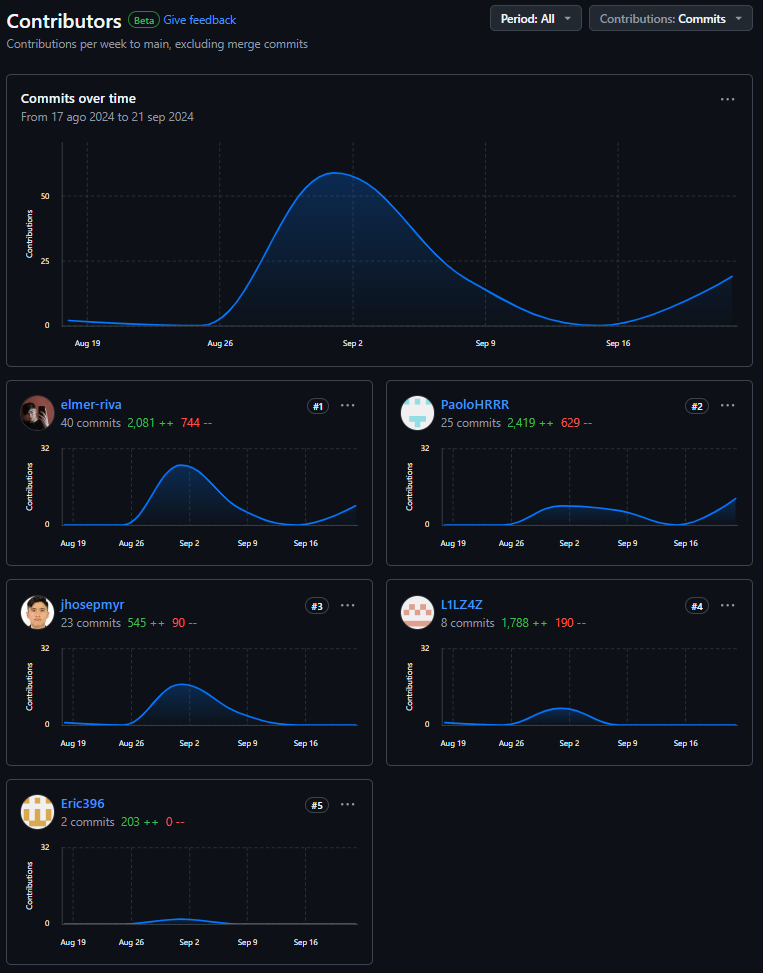 Contributors Beta Give feedback
Period: All
Contributions: Commits
Contributions per week to main, excluding merge commits
Commits over time
From 17 ago 2024 to 21 sep 2024
Contributions
50
25
0
Aug 19 Aug 26 Sep 2 Sep 9 Sep 16
elmer-riva #1
40 commits 2,081 ++ 744 --
Contributions
32
0
Aug 19 Aug 26 Sep 2 Sep 9 Sep 16
PaoloHRRR #2
25 commits 2,419 ++ 629 --
Contributions
32
0
Aug 19 Aug 26 Sep 2 Sep 9 Sep 16
jhosepmyr #3
23 commits 545 ++ 90 --
Contributions
32
0
Aug 19 Aug 26 Sep 2 Sep 9 Sep 16
L1LZ4Z #4
8 commits 1,788 ++ 190 --
Contributions
32
0
Aug 19 Aug 26 Sep 2 Sep 9 Sep 16
Eric396 #5
2 commits 203 ++ 0 --
Contributions
32
0
Aug 19 Aug 26 Sep 2 Sep 9 Sep 16